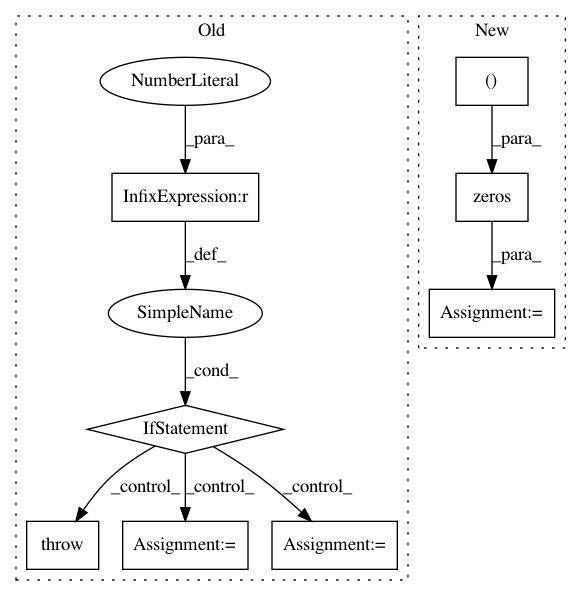 Old
New
NumberLiteral
()
_para_
_para_
InfixExpression:r
zeros
_def_
_para_
SimpleName
Assignment:=
_cond_
IfStatement
_control_
_control_
_control_
throw
Assignment:=
Assignment:=